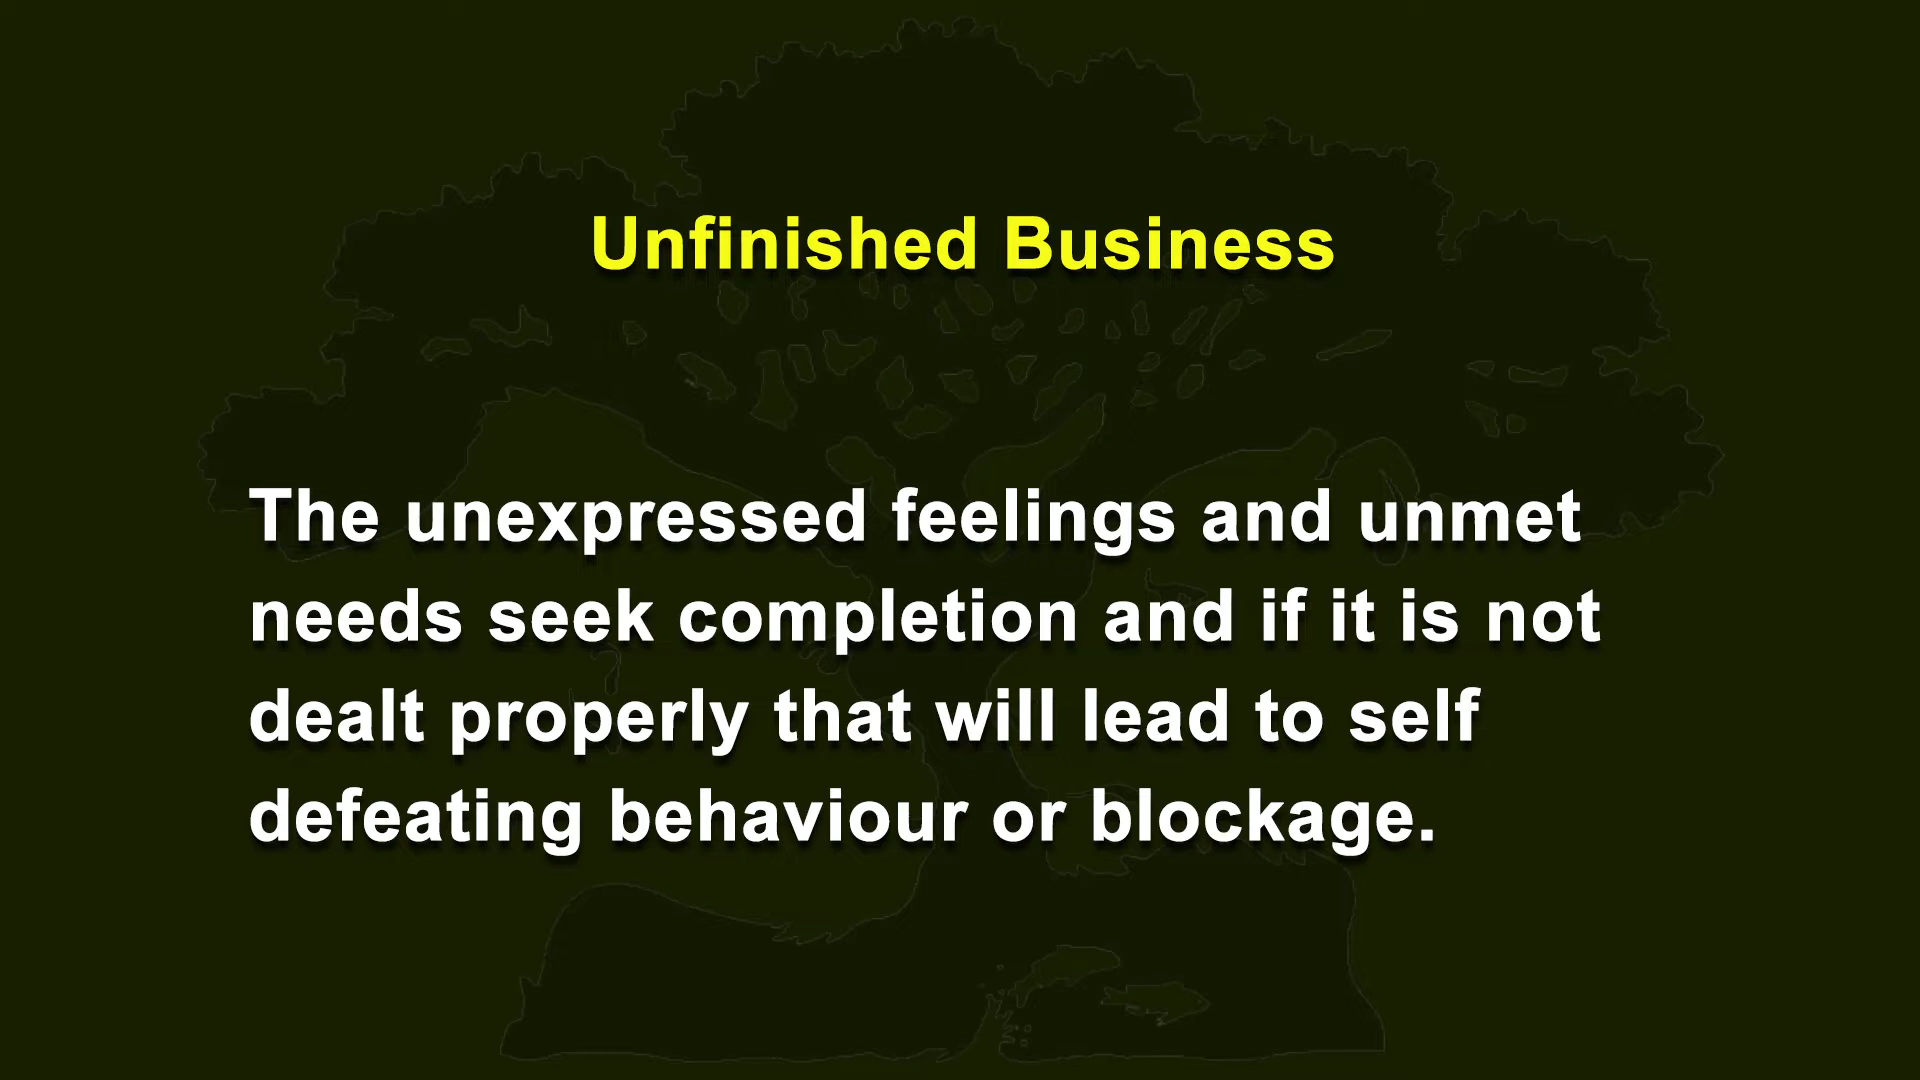 Unfinished Business
The unexpressed feelings and unmet
needs seek completion and if it is not
dealt properly that will lead to self
defeating behaviour or blockage.